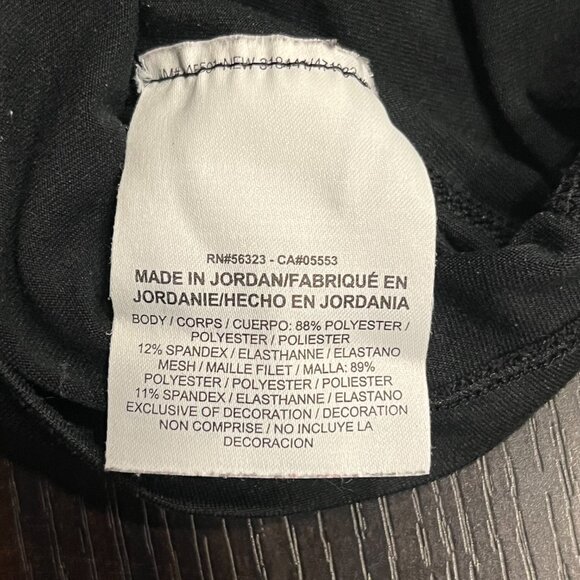 RN#56323 - CA#05553
MADE IN JORDAN/FABRIQUÉ EN
JORDANIE/HECHO EN JORDANIA
BODY / CORPS / CUERPO: 88% POLYESTER /
POLYESTER / POLIESTER
12% SPANDEX / ELASTHANNE / ELASTANO
MESH / MAILLE FILET / MALLA: 89%
POLYESTER / POLYESTER / POLIESTER
11% SPANDEX / ELASTHANNE / ELASTANO
EXCLUSIVE OF DECORATION / DECORATION
NON COMPRISE / NO INCLUYE LA
DECORACION